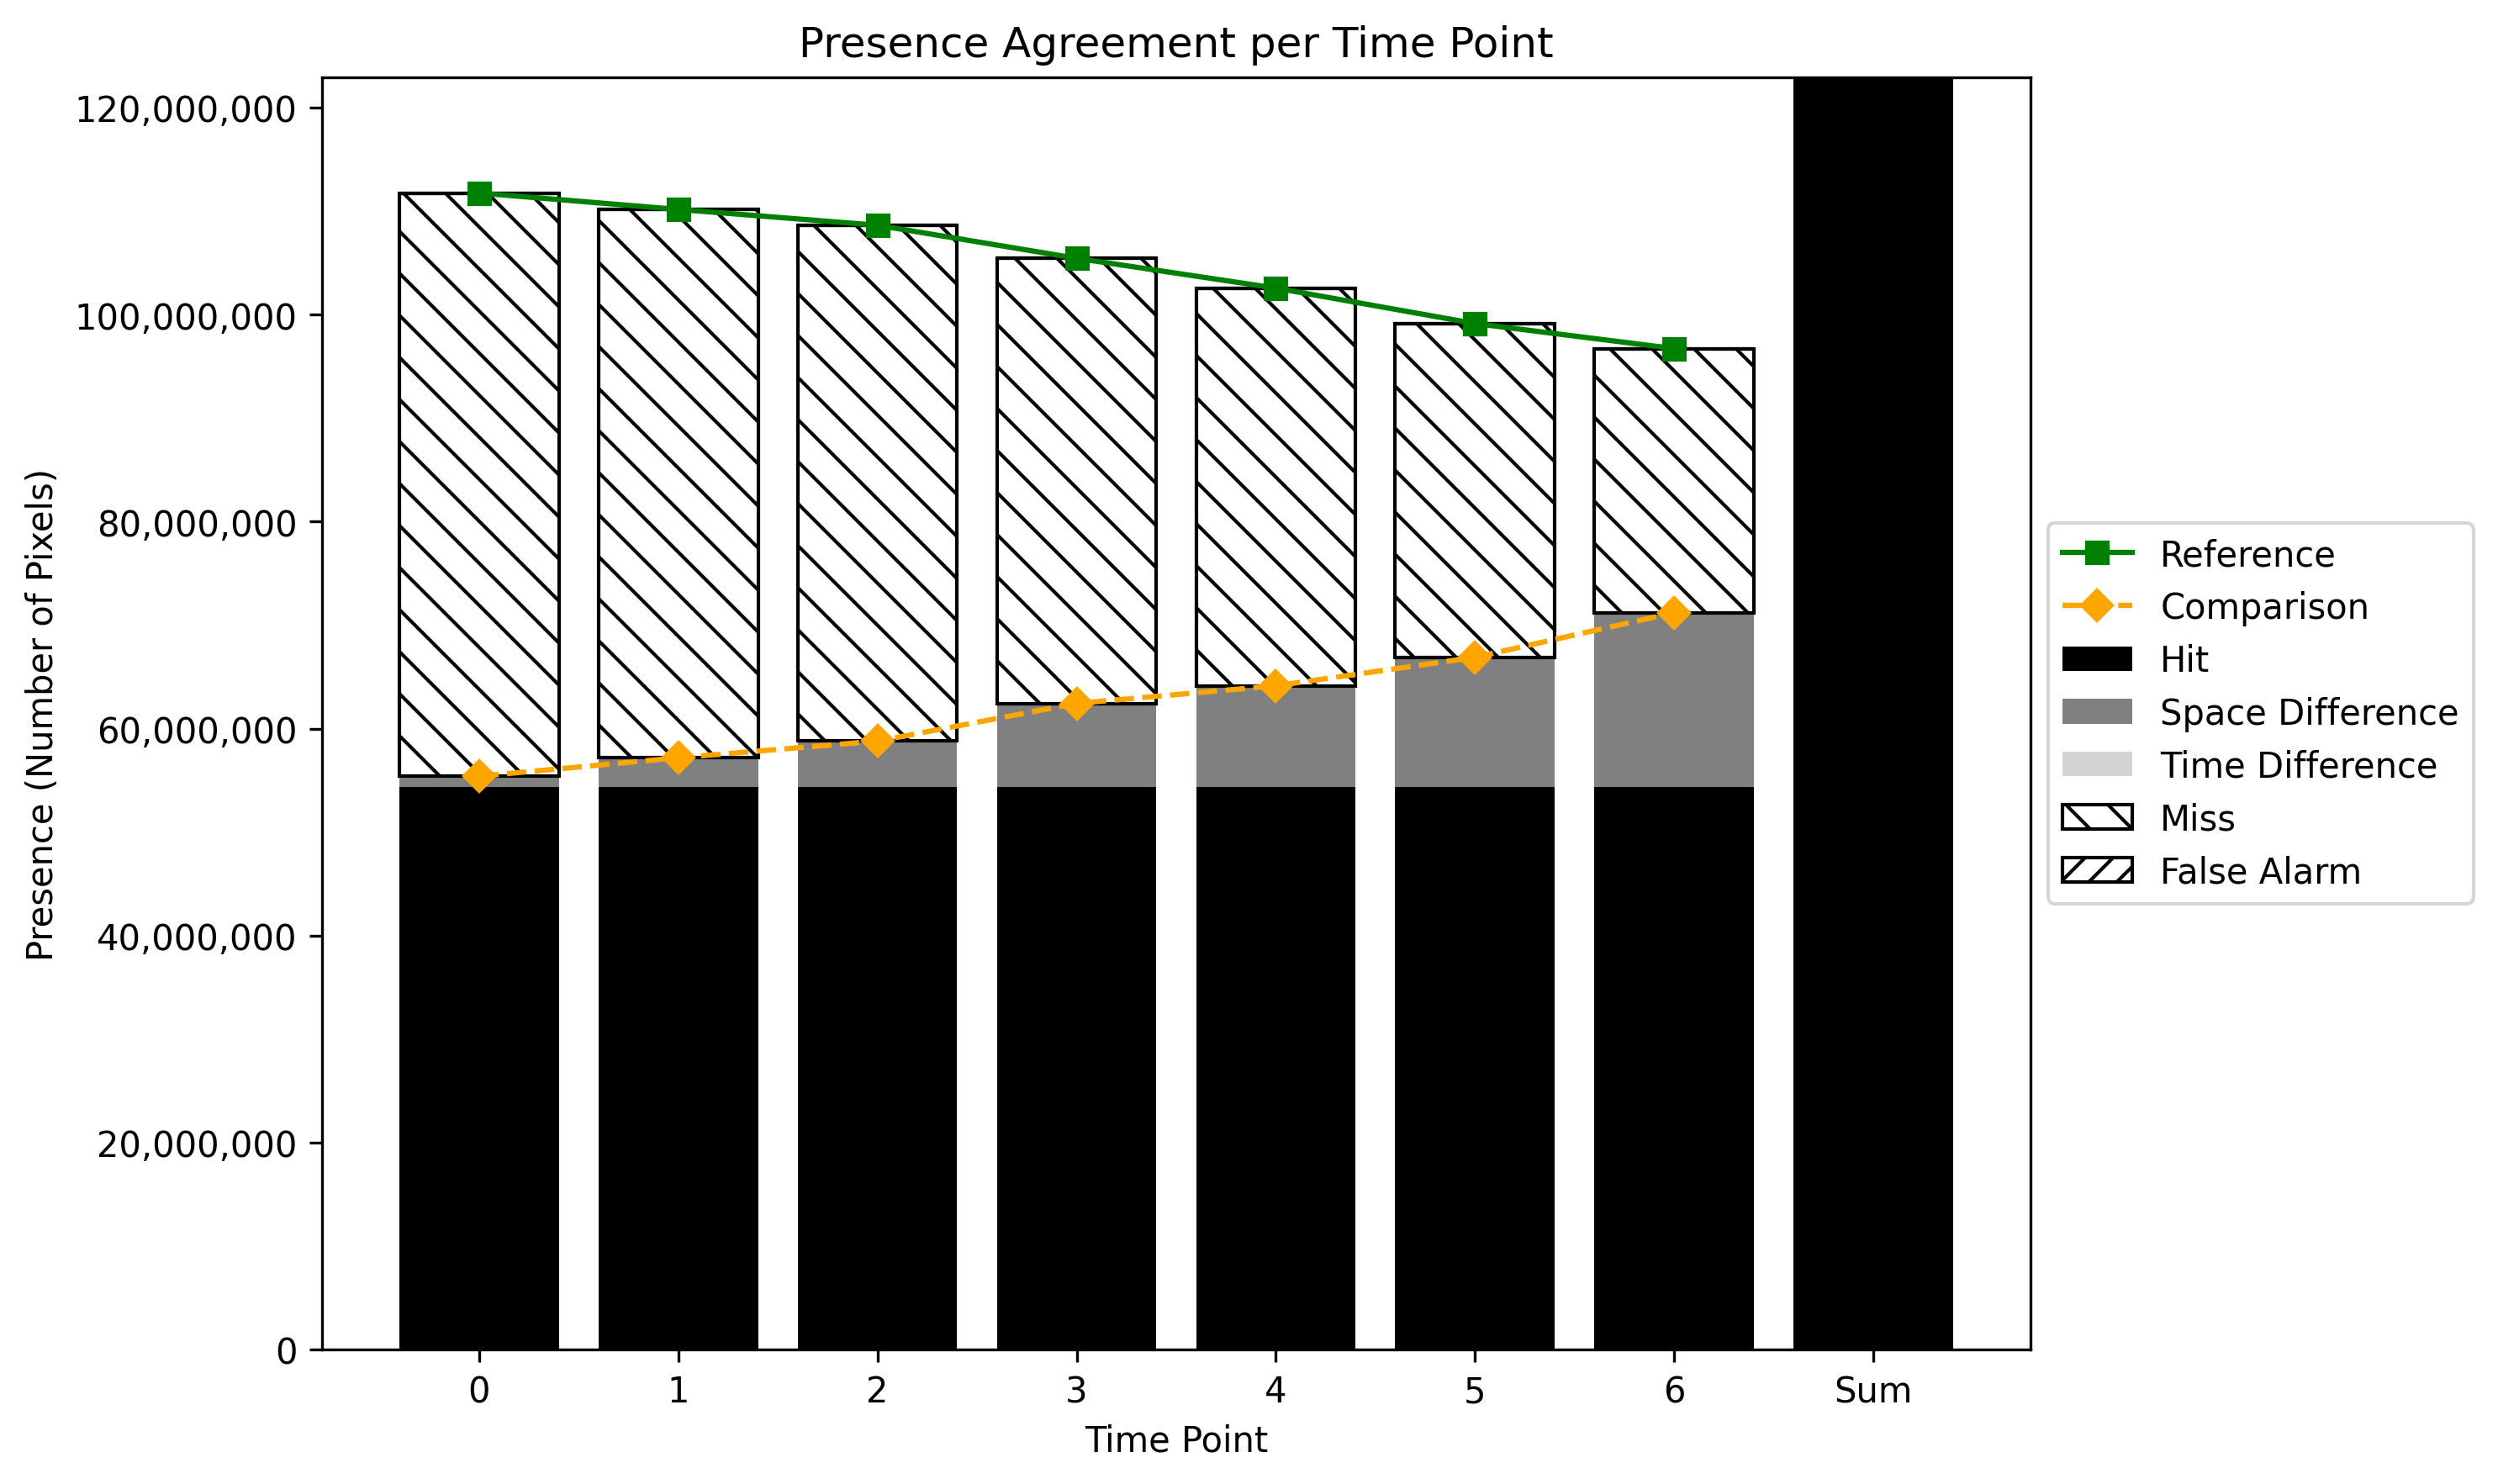 Presence Agreement per Time Point
Presence (Number of Pixels)
120,000,000
100,000,000
80,000,000
60,000,000
40,000,000
20,000,000
0
0
1
2
3
4
5
6
Sum
Time Point
Reference
Comparison
Hit
Space Difference
Time Difference
Miss
False Alarm